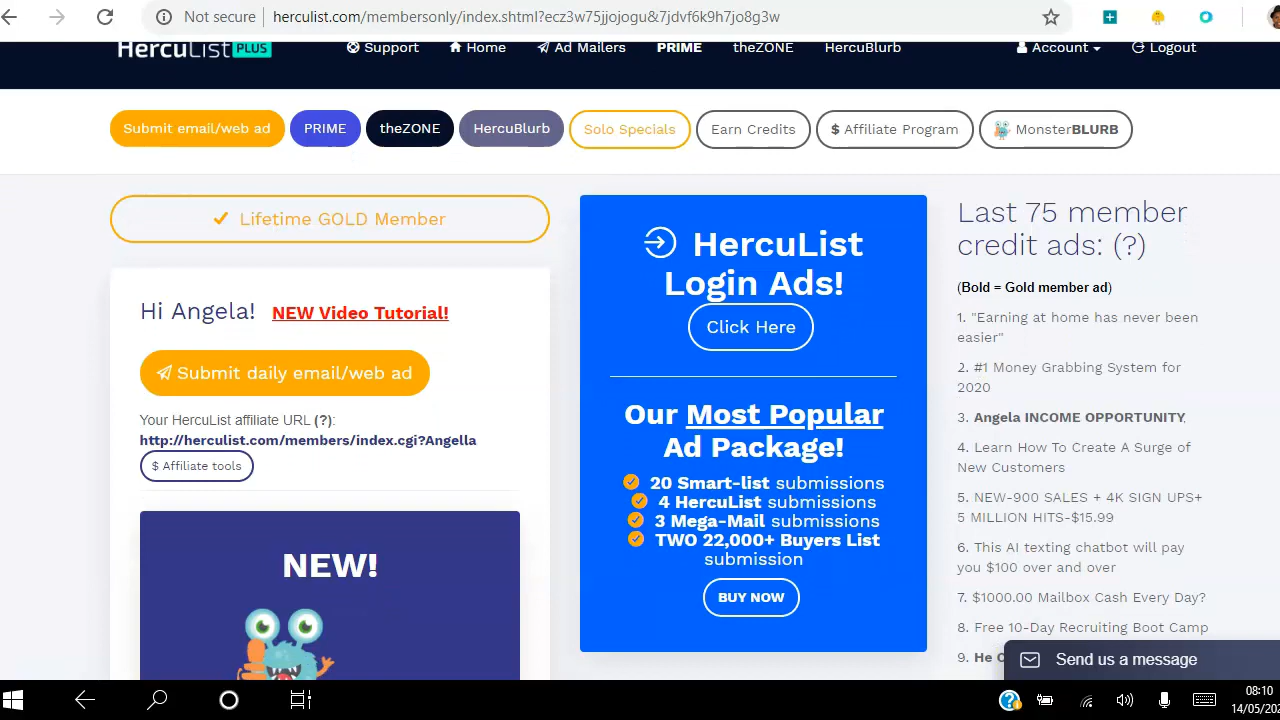 Not secure | herculist.com/membersonly/index.shtml?ecz3w75jjojogu&7jdvf6k9h7jo8g3w
HercuList PLUS
Support Home Ad Mailers PRIME theZONE HercuBlurb Account Logout
Submit email/web ad PRIME theZONE HercuBlurb Solo Specials Earn Credits $ Affiliate Program MonsterBLURB
Lifetime GOLD Member
Hi Angela! NEW Video Tutorial!
Submit daily email/web ad
Your HercuList affiliate URL (?):
http://herculist.com/members/index.cgi?Angella
$ Affiliate tools
NEW!
HercuList
Login Ads!
Click Here
Our Most Popular
Ad Package!
20 Smart-list submissions
4 HercuList submissions
3 Mega-Mail submissions
TWO 22,000+ Buyers List
submission
BUY NOW
Last 75 member
credit ads: (?)
(Bold = Gold member ad)
1. "Earning at home has never been
easier"
2. #1 Money Grabbing System for
2020
3. Angela INCOME OPPORTUNITY.
4. Learn How To Create A Surge of
New Customers
5. NEW-900 SALES + 4K SIGN UPS+
5 MILLION HITS-$15.99
6. This AI texting chatbot will pay
you $100 over and over
7. $1000.00 Mailbox Cash Every Day?
8. Free 10-Day Recruiting Boot Camp
9. He
Send us a message
08:10
14/05/202